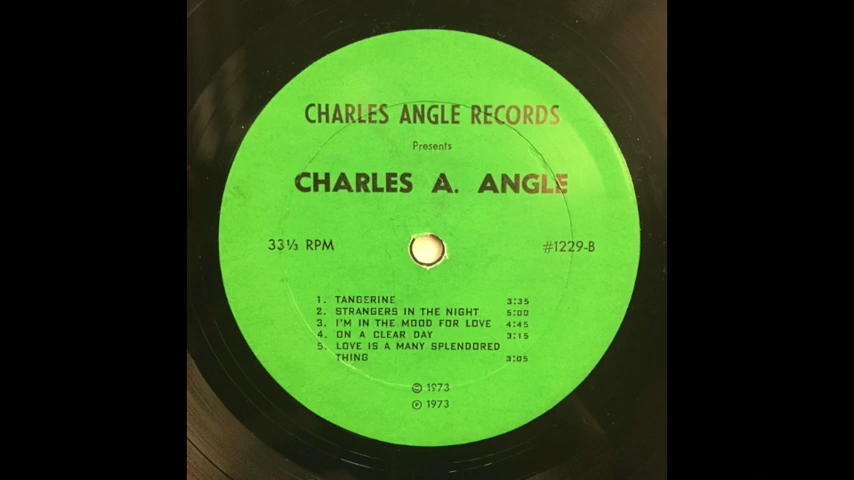 CHARLES ANGLE RECORDS
Presents
CHARLES A. ANGLE
33⅓ RPM #1229-B
1. TANGERINE 3:35
2. STRANGERS IN THE NIGHT 5:00
3. I'M IN THE MOOD FOR LOVE 4:45
4. ON A CLEAR DAY 3:15
5. LOVE IS A MANY SPLENDORED
THING 3:05
© 1973
℗ 1973